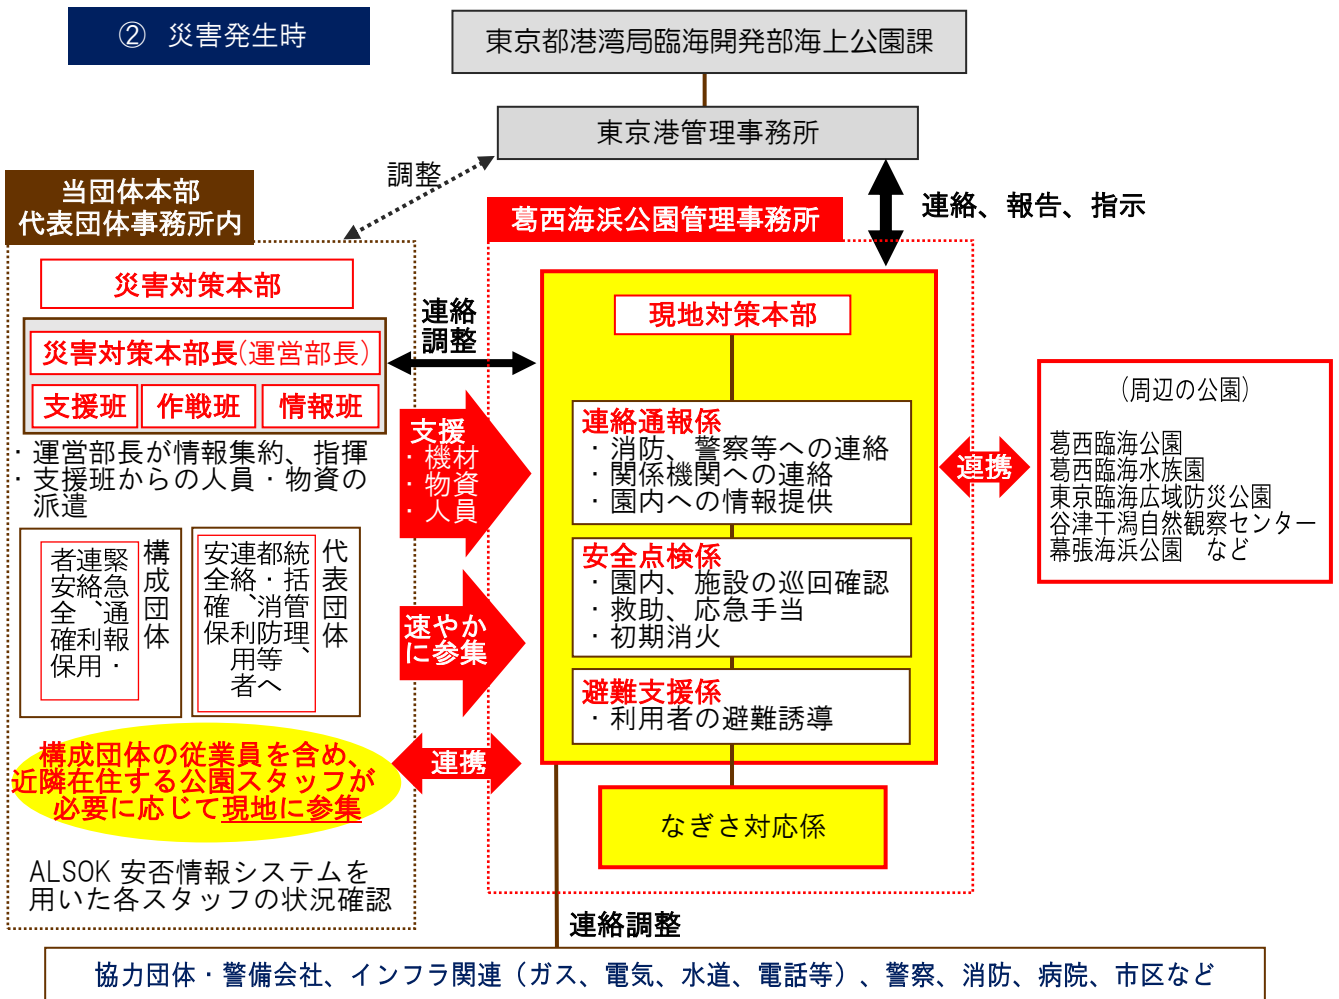 ② 災害発生時
東京都港湾局臨海開発部海上公園課
東京港管理事務所
調整
連絡、報告、指示
当団体本部
代表団体事務所内
災害対策本部
災害対策本部長(運営部長)
支援班
作戦班
情報班
・運営部長が情報集約、指揮
・支援班からの人員・物資の
派遣
構成団体
緊急通報・
連絡、利用
者安全確保
代表団体
統括管理、
都・消防等へ
連絡、利用者
安全確保
構成団体の従業員を含め、
近隣在住する公園スタッフが
必要に応じて現地に参集
ALSOK 安否情報システムを
用いた各スタッフの状況確認
連絡
調整
支援
・機材
・物資
・人員
速やか
に参集
連携
葛西海浜公園管理事務所
現地対策本部
連絡通報係
・消防、警察等への連絡
・関係機関への連絡
・園内への情報提供
安全点検係
・園内、施設の巡回確認
・救助、応急手当
・初期消火
避難支援係
・利用者の避難誘導
なぎさ対応係
連携
(周辺の公園)
葛西臨海公園
葛西臨海水族園
東京臨海広域防災公園
谷津干潟自然観察センター
幕張海浜公園 など
連絡調整
協力団体・警備会社、インフラ関連(ガス、電気、水道、電話等)、警察、消防、病院、市区など